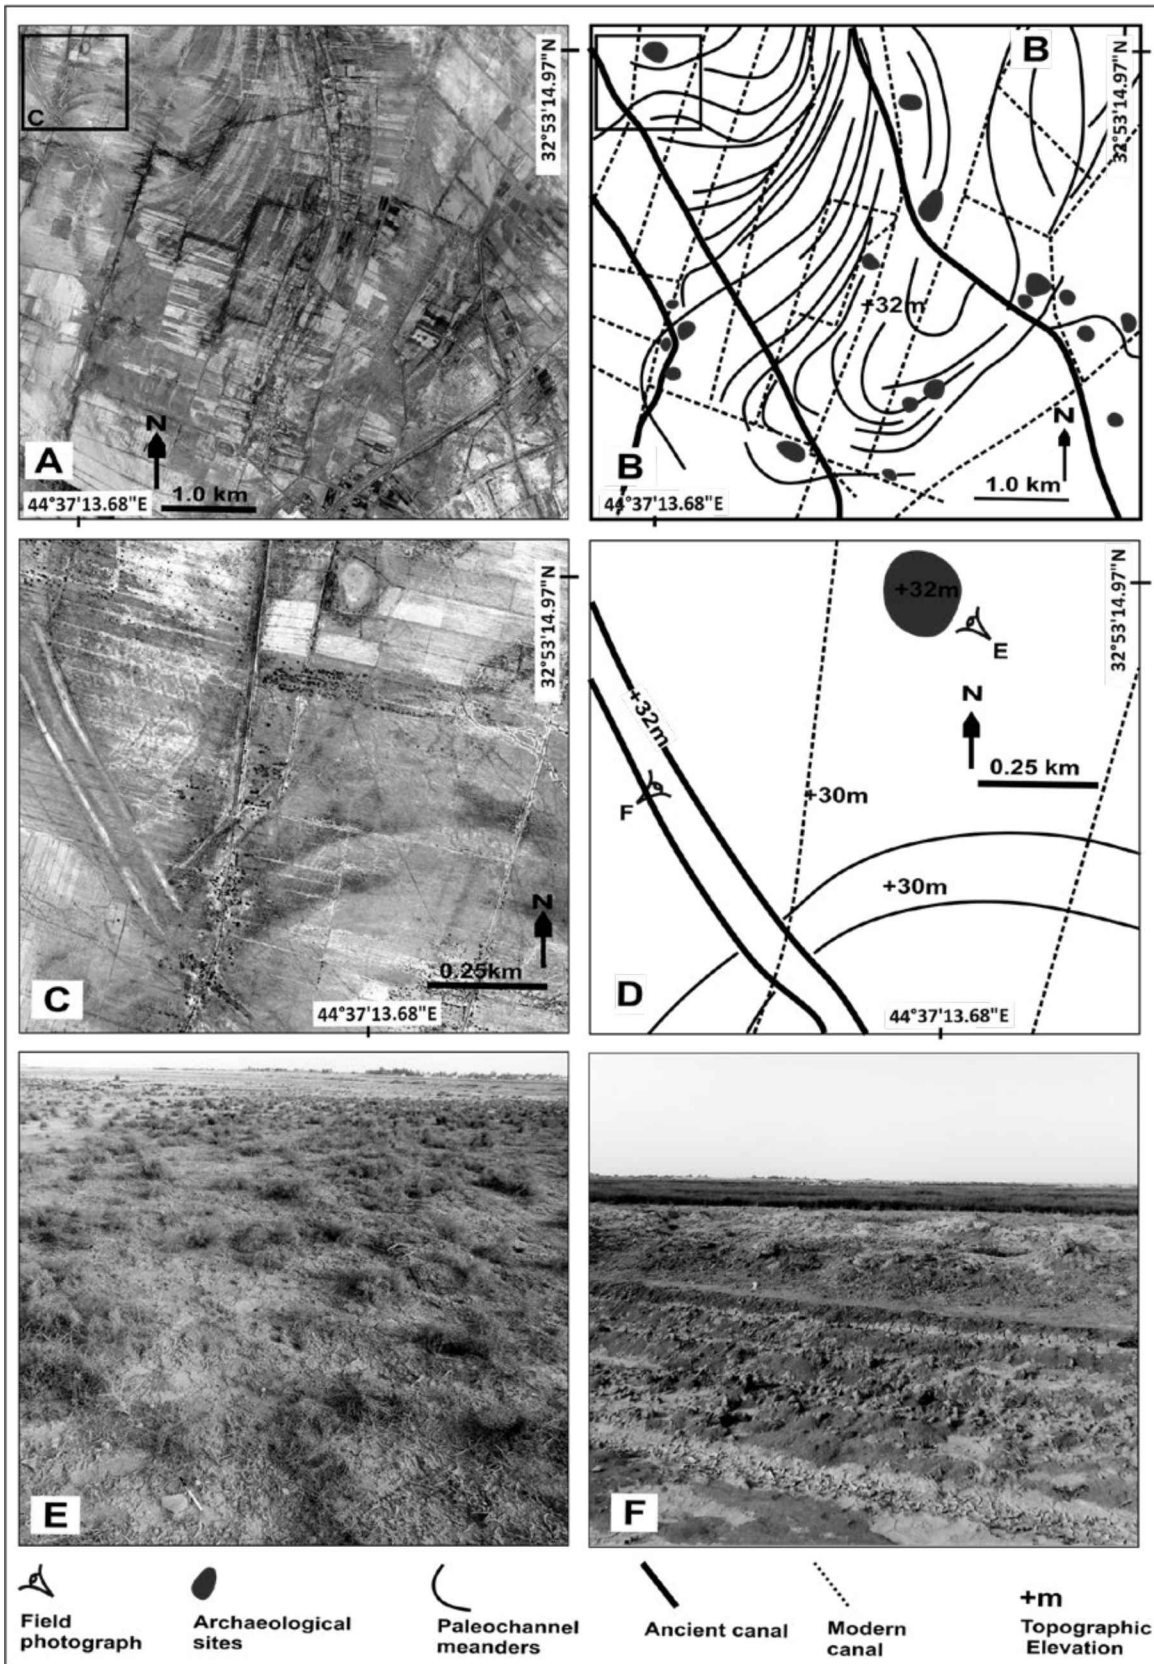 C
A
N
1.0 km
44°37'13.68"E
32°53'14.97"N
B
32°53'14.97"N
+32m
B
N
1.0 km
44°37'13.68"E
32°53'14.97"N
C
N
0.25km
44°37'13.68"E
+32m
E
32°53'14.97"N
N
+32m
0.25 km
F
+30m
+30m
D
44°37'13.68"E
E
F
Field
photograph
Archaeological
sites
Paleochannel
meanders
Ancient canal
Modern
canal
+m
Topographic
Elevation